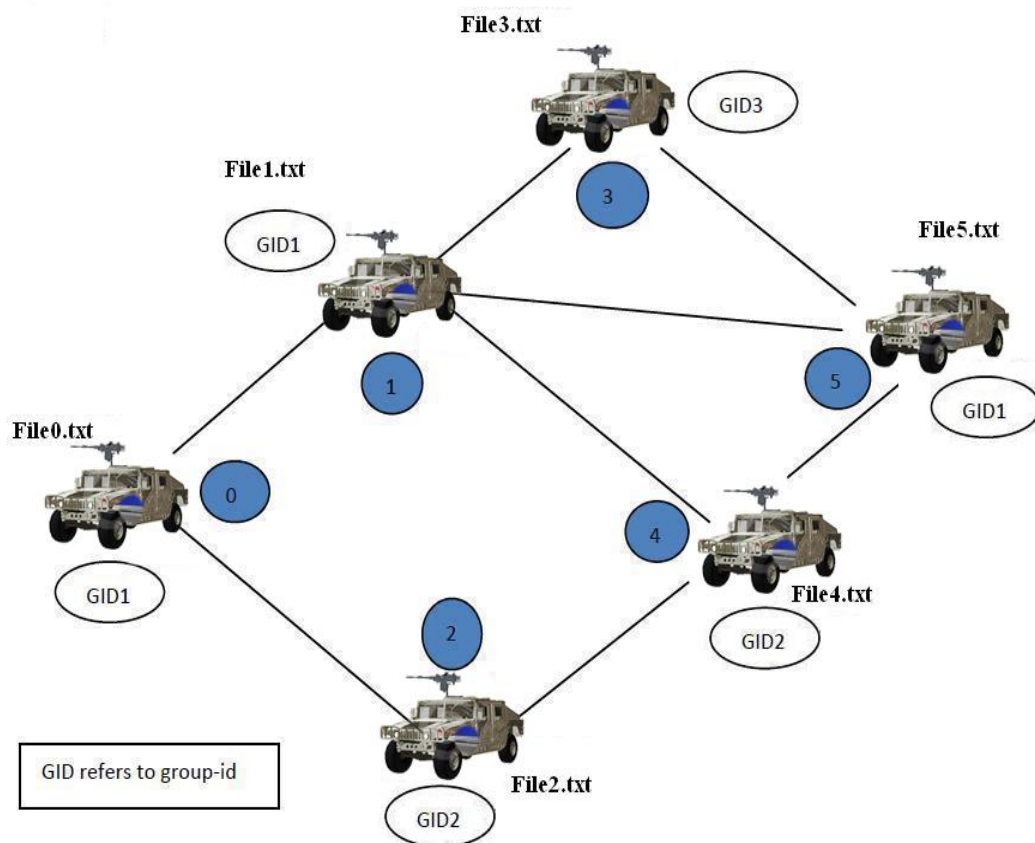 File3.txt
GID3
3
File1.txt
GID1
1
File5.txt
5
GID1
File0.txt
0
GID1
4
File4.txt
GID2
2
File2.txt
GID2
GID refers to group-id